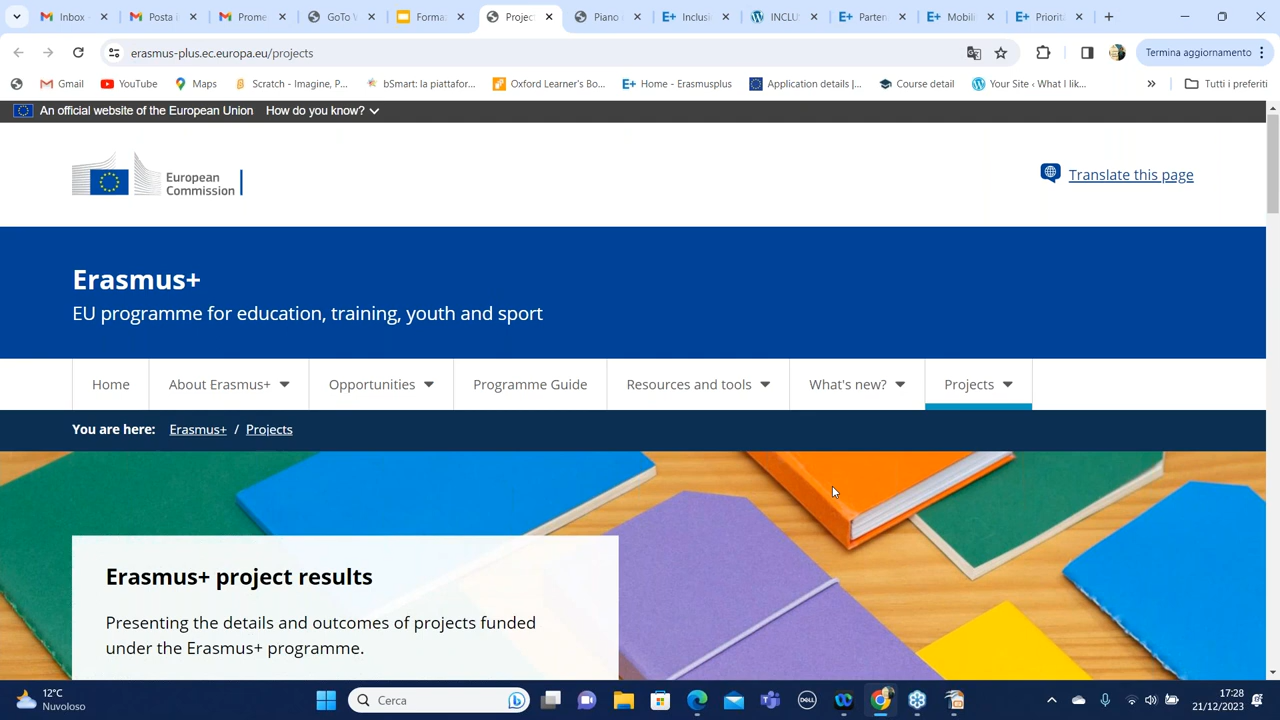 Inbox
Posta i
Prome
GoTo V
Forma:
Projec
Piano
Inclusi
INCLU
Parten
Mobili
Priorit
erasmus-plus.ec.europa.eu/projects
Termina aggiornamento
Gmail
YouTube
Maps
Scratch - Imagine, P...
bSmart: la piattafor...
Oxford Learner's Bo...
Home - Erasmusplus
Application details |...
Course detail
Your Site ‹ What I lik...
Tutti i preferiti
An official website of the European Union How do you know?
European
Commission
Translate this page
Erasmus+
EU programme for education, training, youth and sport
Home
About Erasmus+
Opportunities
Programme Guide
Resources and tools
What's new?
Projects
You are here: Erasmus+ / Projects
Erasmus+ project results
Presenting the details and outcomes of projects funded
under the Erasmus+ programme.
12°C
Nuvoloso
Cerca
DELL
17:28
21/12/2023